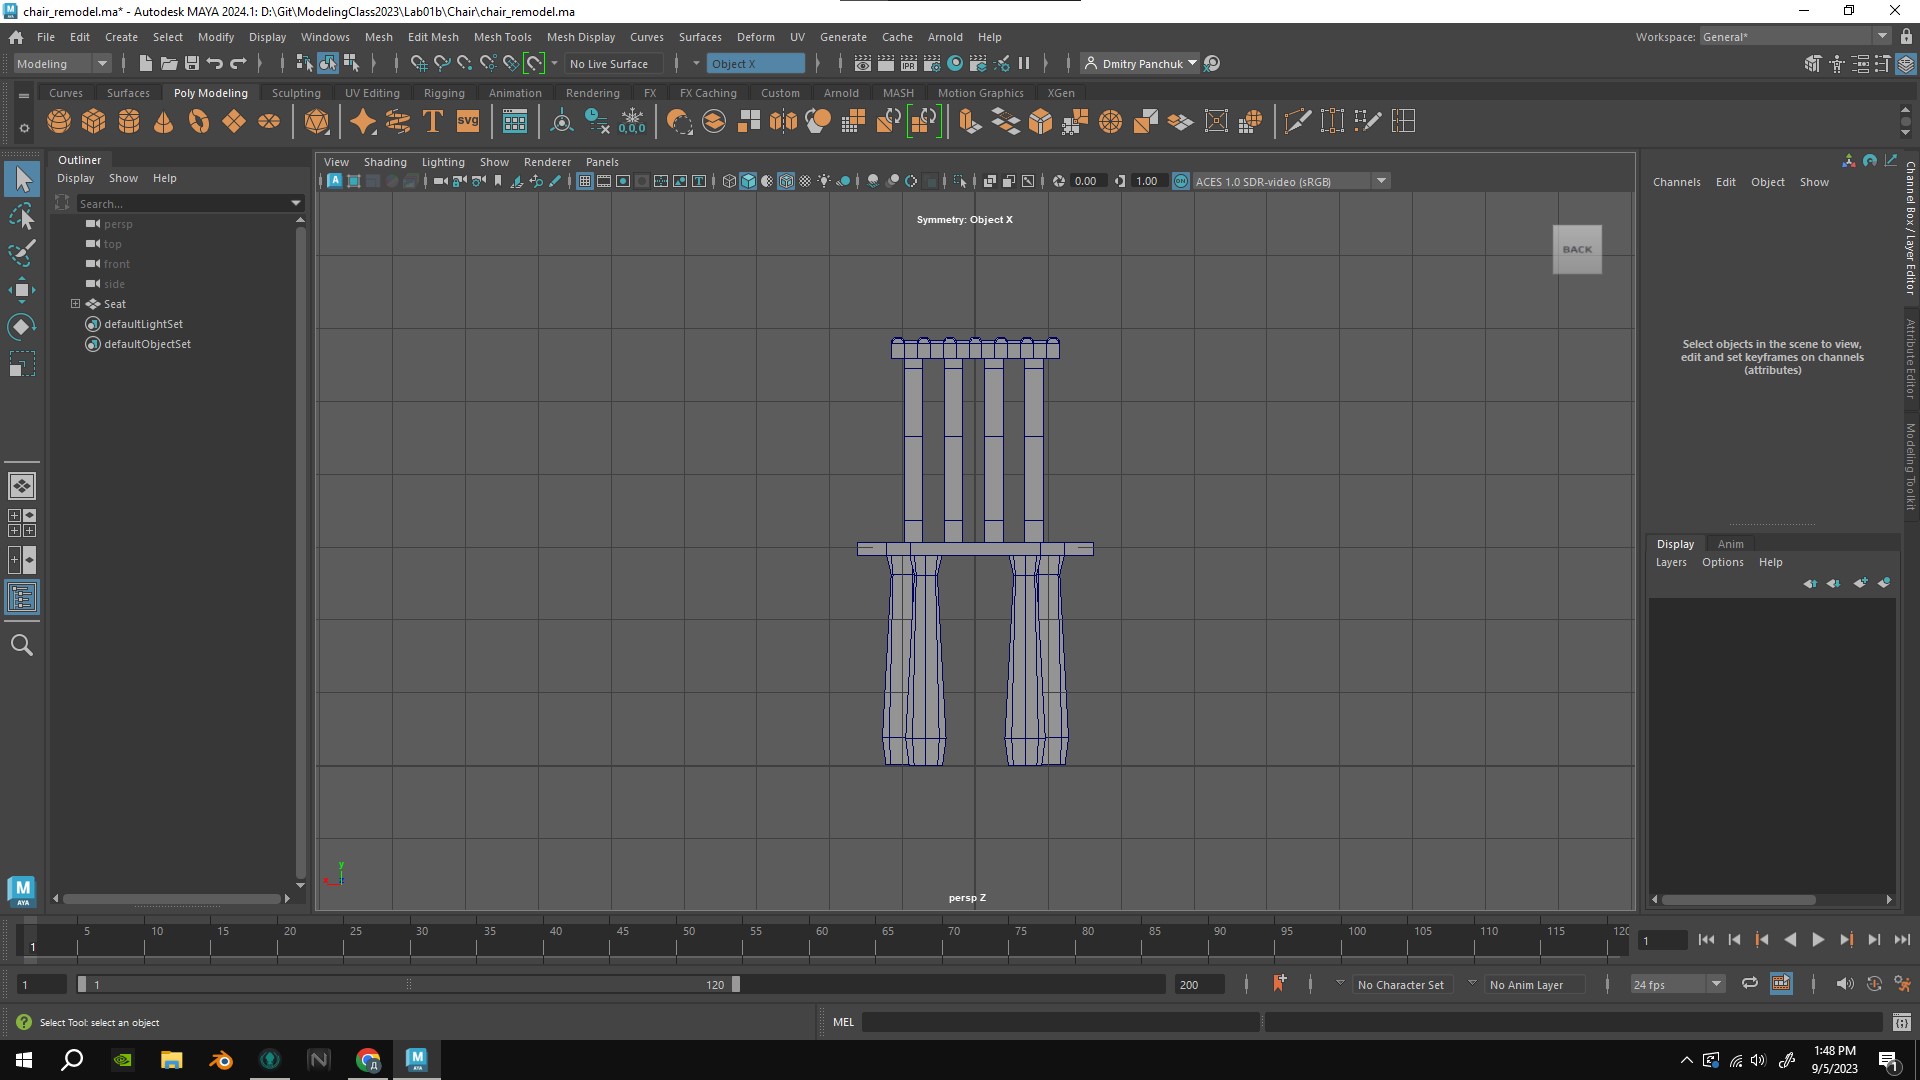 chair_remodel.ma* - Autodesk MAYA 2024.1: D:\Git\ModelingClass2023\Lab01b\Chair\chair_remodel.ma
File Edit Create Select Modify Display Windows Mesh Edit Mesh Mesh Tools Mesh Display Curves Surfaces Deform UV Generate Cache Arnold Help
Workspace: General*
Modeling
No Live Surface
Object X
IPR
Dmitry Panchuk
Curves Surfaces Poly Modeling Sculpting UV Editing Rigging Animation Rendering FX FX Caching Custom Arnold MASH Motion Graphics XGen
T
svg
0,0,0
Outliner
Display Show Help
Search...
persp
top
front
side
Seat
defaultLightSet
defaultObjectSet
View Shading Lighting Show Renderer Panels
0.00
1.00
ON
ACES 1.0 SDR-video (sRGB)
Symmetry: Object X
BACK
y
x
persp Z
Channels Edit Object Show
Select objects in the scene to view,
edit and set keyframes on channels
(attributes)
Channel Box / Layer Editor
Attribute Editor
Modeling Toolkit
Display Anim
Layers Options Help
M
AYA
5 10 15 20 25 30 35 40 45 50 55 60 65 70 75 80 85 90 95 100 105 110 115 120
1
1
1
1
120
200
No Character Set
No Anim Layer
24 fps
Select Tool: select an object
MEL
1:48 PM
9/5/2023
1